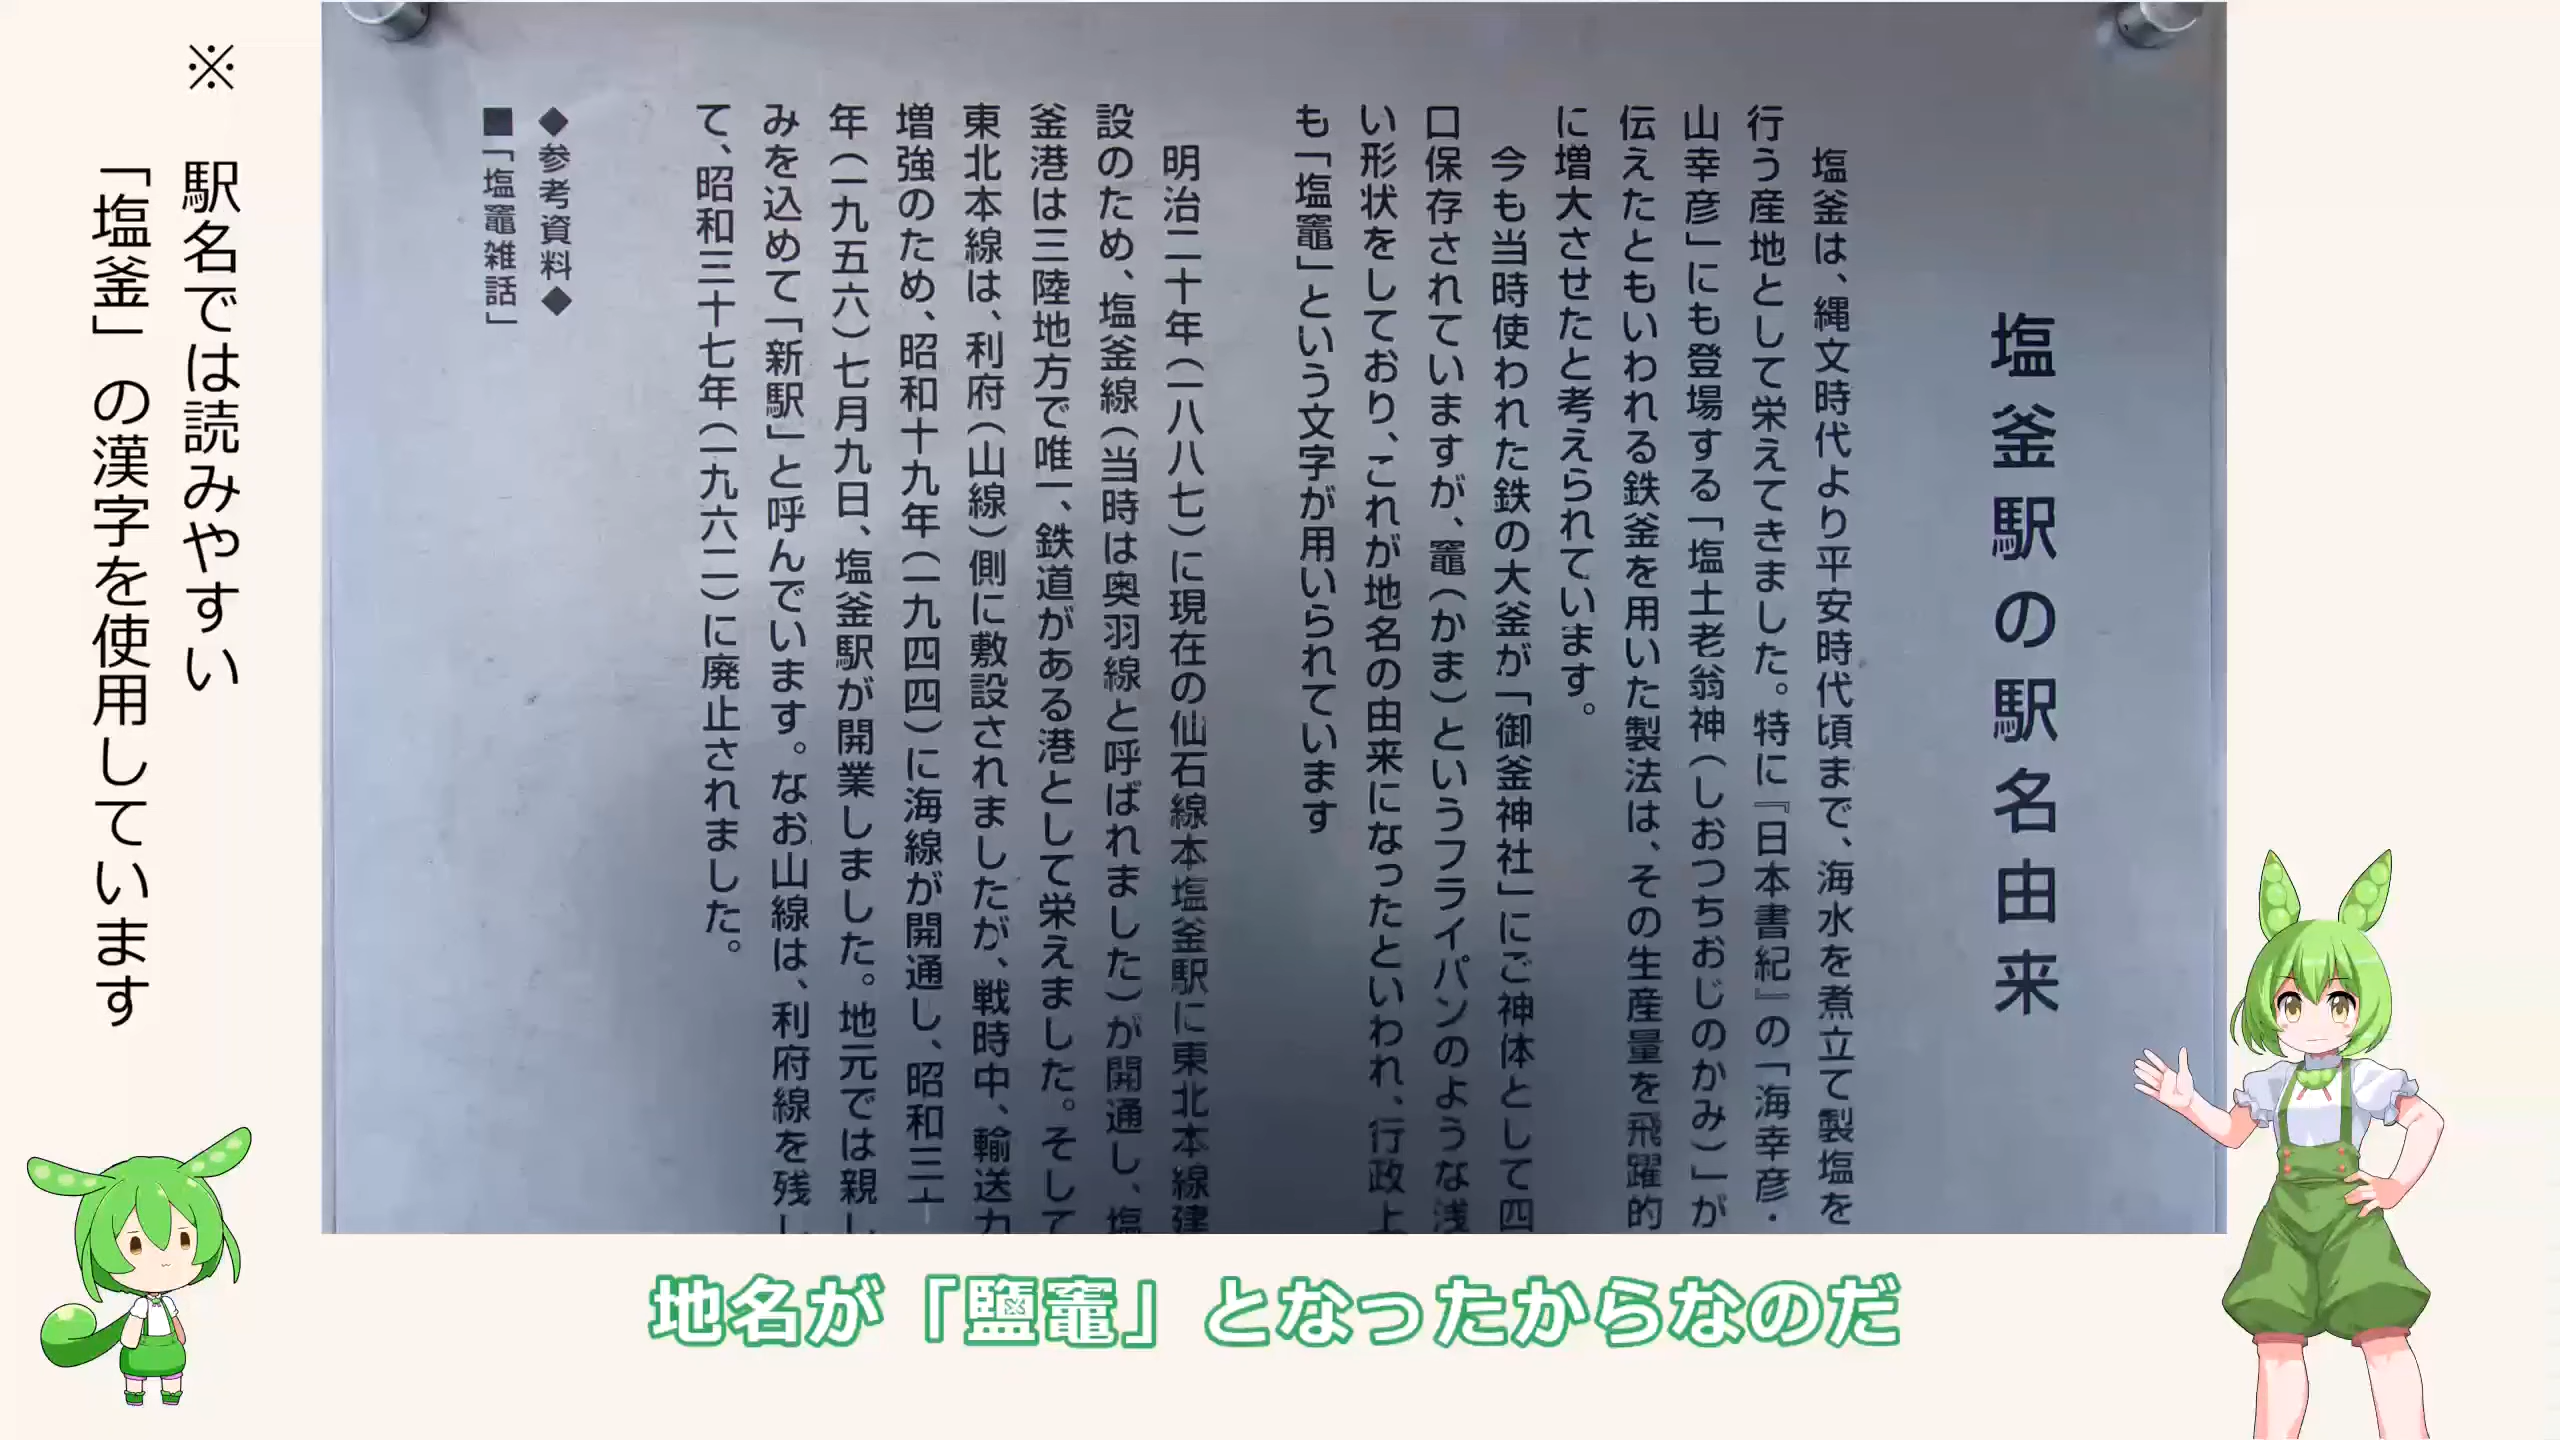 ※　駅名では読みやすい
「塩釜」の漢字を使用しています
塩釜駅の駅名由来
塩釜は、縄文時代より平安時代頃まで、海水を煮立て製塩を
行う産地として栄えてきました。特に『日本書紀』の「海幸彦・
山幸彦」にも登場する「塩土老翁神（しおつちおじのかみ）」が
伝えたともいわれる鉄釜を用いた製法は、その生産量を飛躍的
に増大させたと考えられています。
今も当時使われた鉄の大釜が「御釜神社」にご神体として四
口保存されていますが、竈（かま）というフライパンのような浅
い形状をしており、これが地名の由来になったといわれ、行政上
も「塩竈」という文字が用いられています
明治二十年（一八八七）に現在の仙石線本塩釜駅に東北本線建
設のため、塩釜線（当時は奥羽線と呼ばれました）が開通し、塩
釜港は三陸地方で唯一、鉄道がある港として栄えました。そして
東北本線は、利府（山線）側に敷設されましたが、戦時中、輸送力
増強のため、昭和十九年（一九四四）に海線が開通し、昭和三十
年（一九五六）七月九日、塩釜駅が開業しました。地元では親し
みを込めて「新駅」と呼んでいます。なお山線は、利府線を残し
て、昭和三十七年（一九六二）に廃止されました。
◆参考資料◆
■「塩竈雑話」
地名が「鹽竈」となったからなのだ